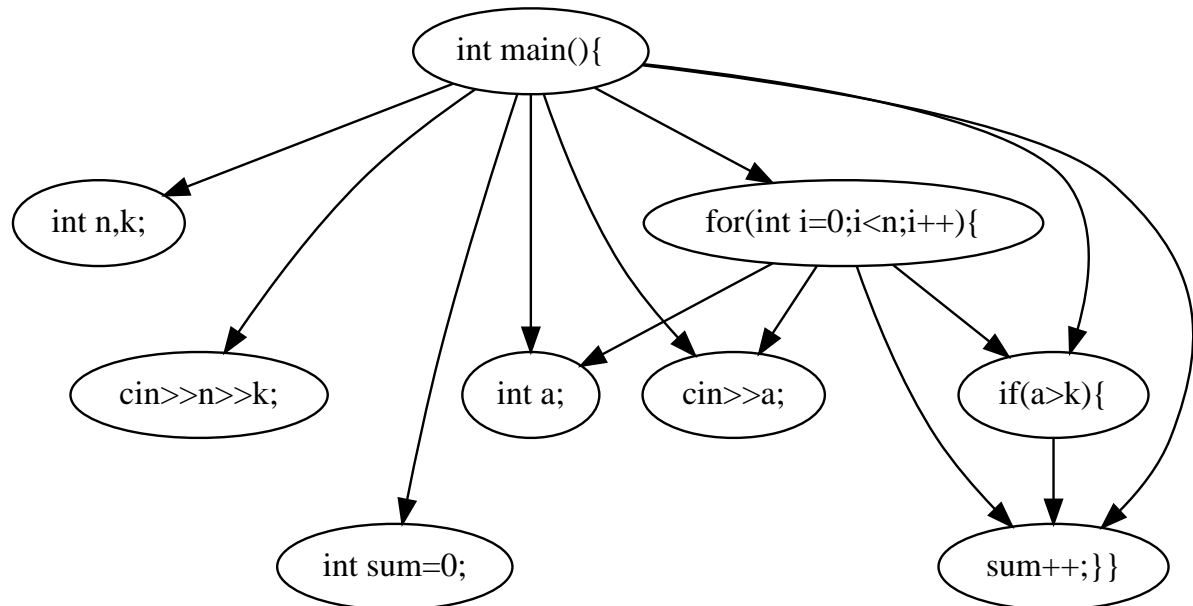 int main(){
int n,k;
for(int i=0;i<n;i++){
cin>>n>>k;
int a;
cin>>a;
if(a>k){
int sum=0;
sum++;}}